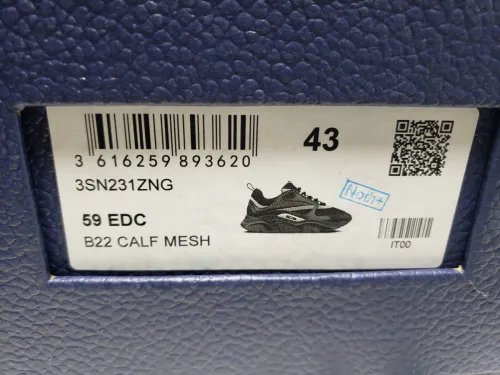 43
3 616259 893620
3SN231ZNG
59 EDC
B22 CALF MESH
IT00